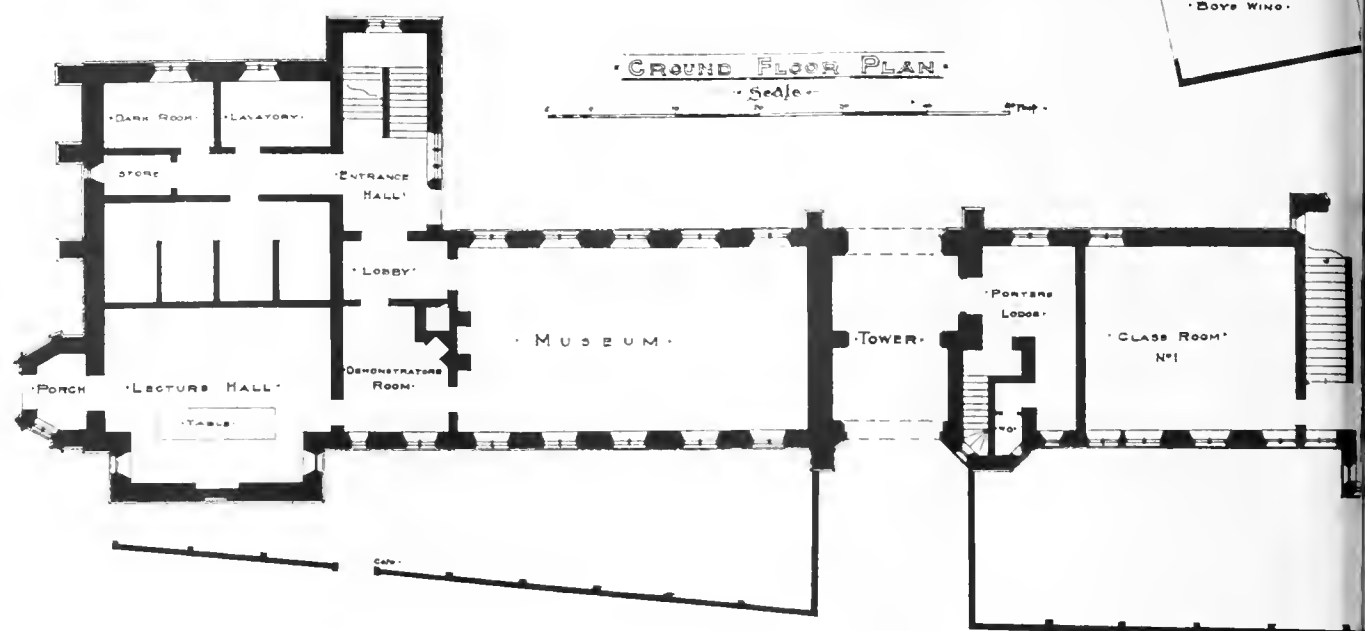 · BOYS WING ·
· GROUND FLOOR PLAN ·
· Scale ·
· DARK ROOM ·
· LAVATORY ·
STORE
· ENTRANCE
HALL ·
· LOBBY ·
· PORTERS
LODGE ·
· MUSEUM ·
· TOWER ·
· CLASS ROOM ·
Nº1
· DEMONSTRATORS
ROOM ·
· PORCH
· LECTURE HALL ·
· TABLE ·
Gate ·